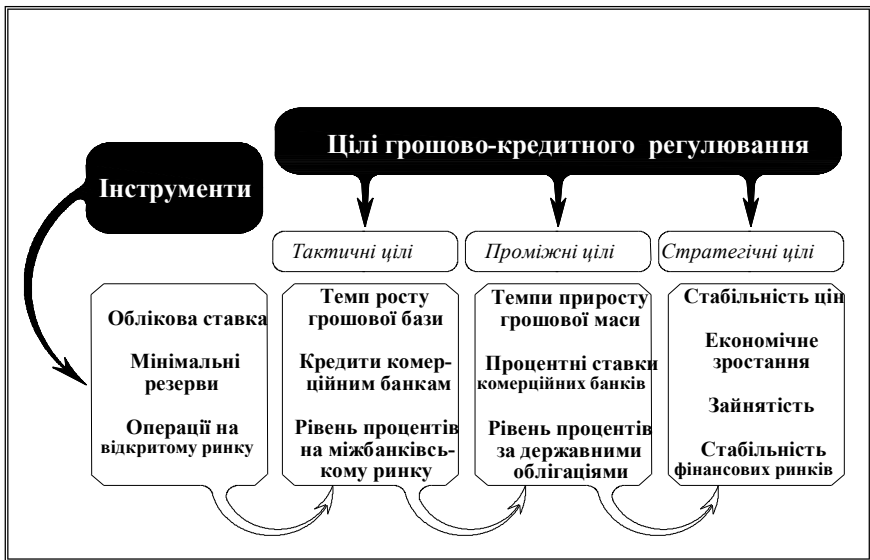 Цілі грошово-кредитного регулювання
Інструменти
Тактичні цілі
Проміжні цілі
Стратегічні цілі
Облікова ставка
Мінімальні
резерви
Операції на
відкритому ринку
Темп росту
грошової бази
Кредити комер-
ційним банкам
Рівень процентів
на міжбанківсь-
кому ринку
Темпи приросту
грошової маси
Процентні ставки
комерційних банків
Рівень процентів
за державними
облігаціями
Стабільність цін
Економічне
зростання
Зайнятість
Стабільність
фінансових ринків